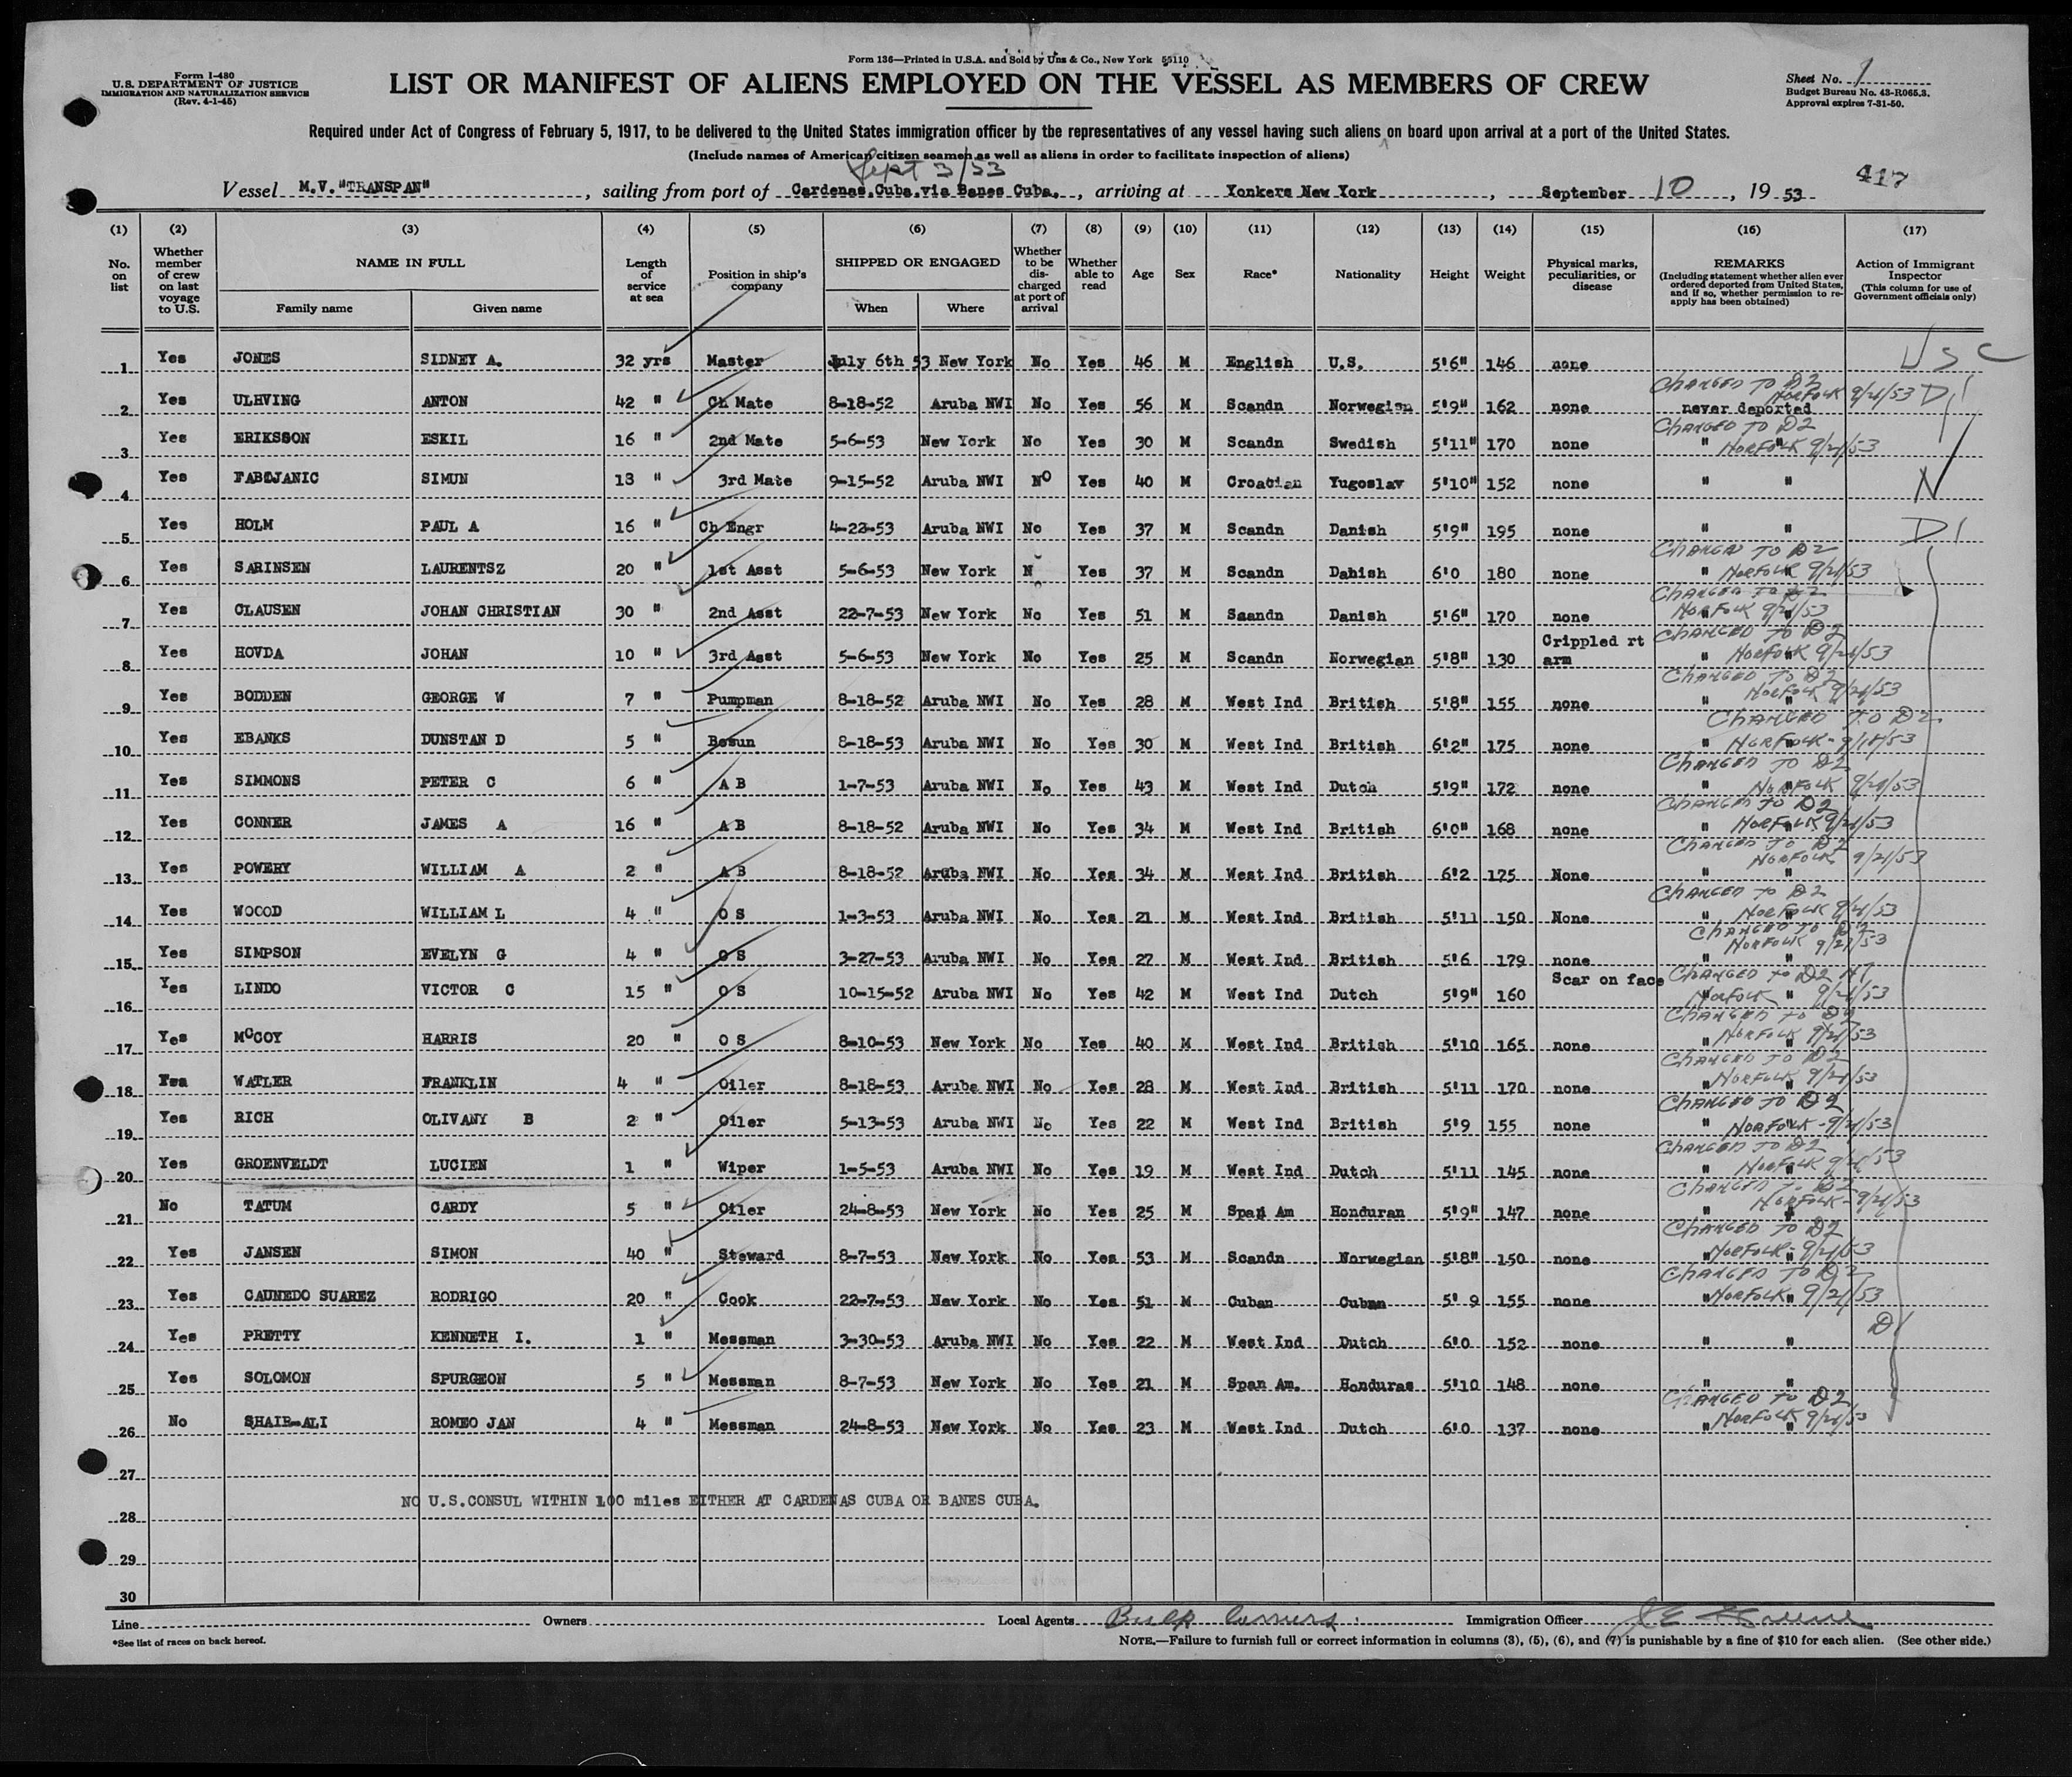 Form I-480
U.S. DEPARTMENT OF JUSTICE
IMMIGRATION AND NATURALIZATION SERVICE
(Rev. 4-1-45)
Form 136—Printed in U.S.A. and Sold by Uns & Co., New York 55110
LIST OR MANIFEST OF ALIENS EMPLOYED ON THE VESSEL AS MEMBERS OF CREW
Sheet No. 1
Budget Bureau No. 43-R065.3.
Approval expires 7-31-50.
Required under Act of Congress of February 5, 1917, to be delivered to the United States immigration officer by the representatives of any vessel having such aliens on board upon arrival at a port of the United States.
(Include names of American citizen seamen as well as aliens in order to facilitate inspection of aliens)
Sept 3/53
417
Vessel M.V."TRANSPAN", sailing from port of Cardenas,Cuba.via Banes Cuba., arriving at Yonkers New York, September 10, 19 53
(1) No. on list (2) Whether member of crew on last voyage to U.S. (3) NAME IN FULL Family name Given name (4) Length of service at sea (5) Position in ship's company (6) SHIPPED OR ENGAGED When Where (7) Whether to be discharged at port of arrival (8) Whether able to read (9) Age (10) Sex (11) Race* (12) Nationality (13) Height (14) Weight (15) Physical marks, peculiarities, or disease (16) REMARKS (Including statement whether alien ever ordered deported from United States, and if so, whether permission to re-apply has been obtained) (17) Action of Immigrant Inspector (This column for use of Government officials only)
1 Yes JONES SIDNEY A. 32 yrs Master July 6th 53 New York No Yes 46 M English U.S. 5'6" 146 none USC
2 Yes ULHVING ANTON 42 " Ch Mate 8-18-52 Aruba NWI No Yes 56 M Scandn Norwegian 5'9" 162 none never deported CHANGED TO D2 NORFOLK 9/21/53 D1
3 Yes ERIKSSON ESKIL 16 " 2nd Mate 5-6-53 New York No Yes 30 M Scandn Swedish 5'11" 170 none " " CHANGED TO D2 NORFOLK 9/21/53
4 Yes FABIJANIC SIMUN 13 " 3rd Mate 9-15-52 Aruba NWI No Yes 40 M Croatian Yugoslav 5'10" 152 none " " N
5 Yes HOLM PAUL A 16 " Ch Engr 4-23-53 Aruba NWI No Yes 37 M Scandn Danish 5'9" 195 none " " D1
6 Yes SARINSEN LAURENTSZ 20 " 1st Asst 5-6-53 New York N Yes 37 M Scandn Dabish 6'0 180 none " " CHANGED TO D2 NORFOLK 9/21/53
7 Yes CLAUSEN JOHAN CHRISTIAN 30 " 2nd Asst 22-7-53 New York No Yes 51 M Saandn Danish 5'6" 170 none " " CHANGED TO D2 NORFOLK 9/21/53
8 Yes HOVDA JOHAN 10 " 3rd Asst 5-6-53 New York No Yes 25 M Scandn Norwegian 5'8" 130 Crippled rt arm " " CHANGED TO D2 NORFOLK 9/21/53
9 Yes BODDEN GEORGE W 7 " Pumpman 8-18-52 Aruba NWI No Yes 28 M West Ind British 5'8" 155 none " " CHANGED TO D2 NORFOLK 9/21/53
10 Yes EBANKS DUNSTAN D 5 " Bosun 8-18-53 Aruba NWI No Yes 30 M West Ind British 6'2" 175 none " " CHANGED TO D2. NORFOLK-
11 Yes SIMMONS PETER C 6 " A B 1-7-53 Aruba NWI No Yes 43 M West Ind Dutch 5'9" 172 none " " CHANGED TO D2 NORFOLK 9/21/53
12 Yes CONNER JAMES A 16 " A B 8-18-52 Aruba NWI No Yes 34 M West Ind British 6'0" 168 none " " CHANGED TO D2 NORFOLK 9/21/53
13 Yes POWERY WILLIAM A 2 " A B 8-18-52 Aruba NWI No Yes 34 M West Ind British 6'2 175 None " " CHANGED TO D2 NORFOLK 9/21/53
14 Yes WOOOD WILLIAM L 4 " O S 1-3-53 Aruba NWI No Yes 21 M West Ind British 5'11 150 None " " CHANGED TO D2 NORFOLK 9/21/53
15 Yes SIMPSON EVELYN G 4 " O S 3-27-53 Aruba NWI No Yes 27 M West Ind British 5'6 179 none " " CHANGED TO D2 NORFOLK 9/21/53
16 Yes LINDO VICTOR C 15 " O S 10-15-52 Aruba NWI No Yes 42 M West Ind Dutch 5'9" 160 Scar on face " " CHANGED TO D2 AT NORFOLK 9/21/53
17 Yes McCOY HARRIS 20 " O S 8-10-53 New York No Yes 40 M West Ind British 5'10 165 none " " CHANGED TO D2 NORFOLK 9/21/53
18 WATLER FRANKLIN 4 " Oiler 8-18-53 Aruba NWI No Yes 28 M West Ind British 5'11 170 none " " CHANGED TO D2 NORFOLK 9/21/53
19 Yes RICH OLIVANY B 2 " Oiler 5-13-53 Aruba NWI No Yes 22 M West Ind British 5'9 155 none " " CHANGED TO D2 NORFOLK-9/21/53
20 Yes GROENVELDT LUCIEN 1 " Wiper 1-5-53 Aruba NWI No Yes 19 M West Ind Dutch 5'11 145 none " " CHANGED TO D2 NORFOLK 9/21/53
21 No TATUM CARDY 5 " Oiler 24-8-53 New York No Yes 25 M Span Am Honduran 5'9" 147 none " " CHANGED TO D2 NORFOLK-9/21/53
22 Yes JANSEN SIMON 40 " Steward 8-7-53 New York No Yes 53 M Scandn Norwegian 5'8" 150 none " " CHANGED TO D2 NORFOLK-9/21/53
23 Yes CAUNEDO SUAREZ RODRIGO 20 " Cook 22-7-53 New York No Yes 51 M Cuban Cuban 5' 9 155 none " " CHANGED TO D2 NORFOLK 9/21/53
24 Yes PRETTY KENNETH I. 1 " Messman 3-30-53 Aruba NWI No Yes 22 M West Ind Dutch 6'0 152 none " " D1
25 Yes SOLOMON SPURGEON 5 " Messman 8-7-53 New York No Yes 21 M Span Am. Honduras 5'10 148 none " "
26 No SHAIR-ALI ROMEO JAN 4 " Messman 24-8-53 New York No Yes 23 M West Ind Dutch 6'0 137 none " " CHANGED TO D2 NORFOLK 9/21/53
27
NO U.S.CONSUL WITHIN 100 miles EITHER AT CARDENAS CUBA OR BANES CUBA.
28
29
30
Line Owners Local Agents Bulk Carriers. Immigration Officer
*See list of races on back hereof.
NOTE.—Failure to furnish full or correct information in columns (3), (5), (6), and (7) is punishable by a fine of $10 for each alien. (See other side.)